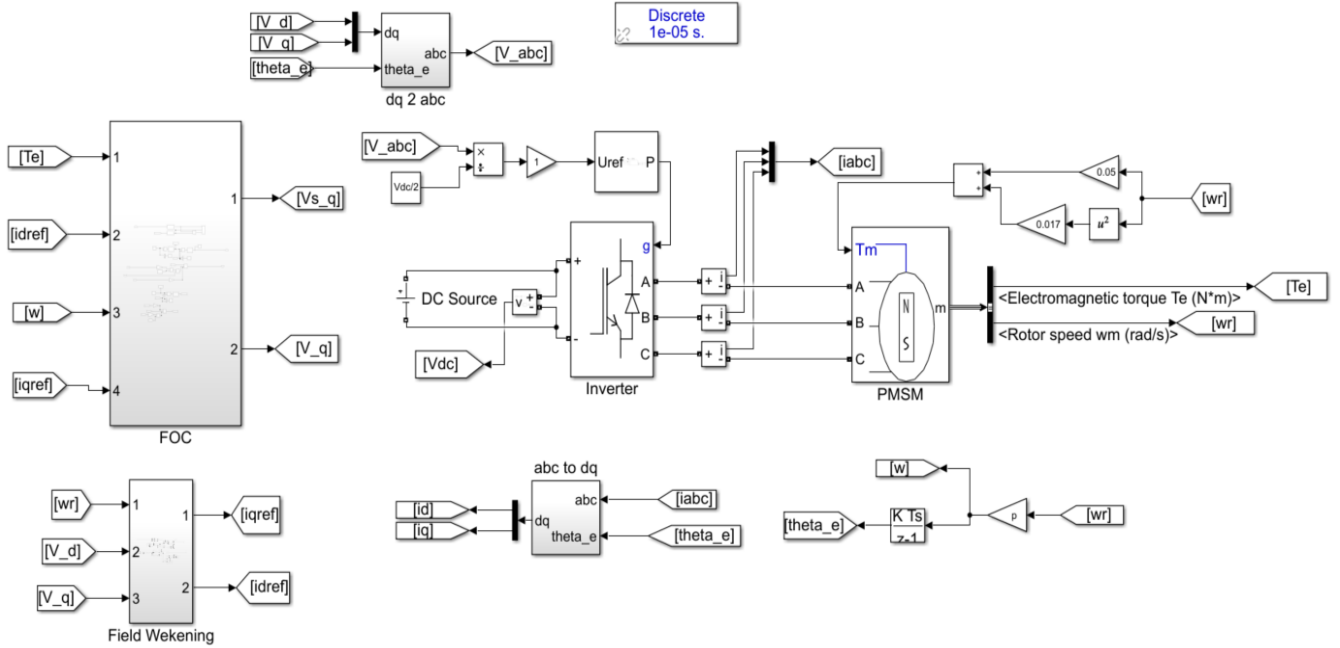 [V_d]
[V_q]
[theta_e]
dq
theta_e
abc
dq 2 abc
[V_abc]
Discrete
1e-05 s.
[Te]
[idref]
[w]
[iqref]
1
2
3
4
1
2
FOC
[Vs_q]
[V_q]
[V_abc]
Vdc/2
×
÷
1
Uref
P
[iabc]
+
+
0.05
0.017
u²
[wr]
+
DC Source
v
+
-
[Vdc]
g
+
-
A
B
C
Inverter
+
i
-
+
i
-
+
i
-
Tm
A
B
C
N
S
m
PMSM
<Electromagnetic torque Te (N*m)>
<Rotor speed wm (rad/s)>
[Te]
[wr]
[wr]
[V_d]
[V_q]
1
2
3
1
2
Field Wekening
[iqref]
[idref]
abc to dq
[id]
[iq]
dq
abc
theta_e
[iabc]
[theta_e]
[w]
[theta_e]
K Ts
z-1
p
[wr]